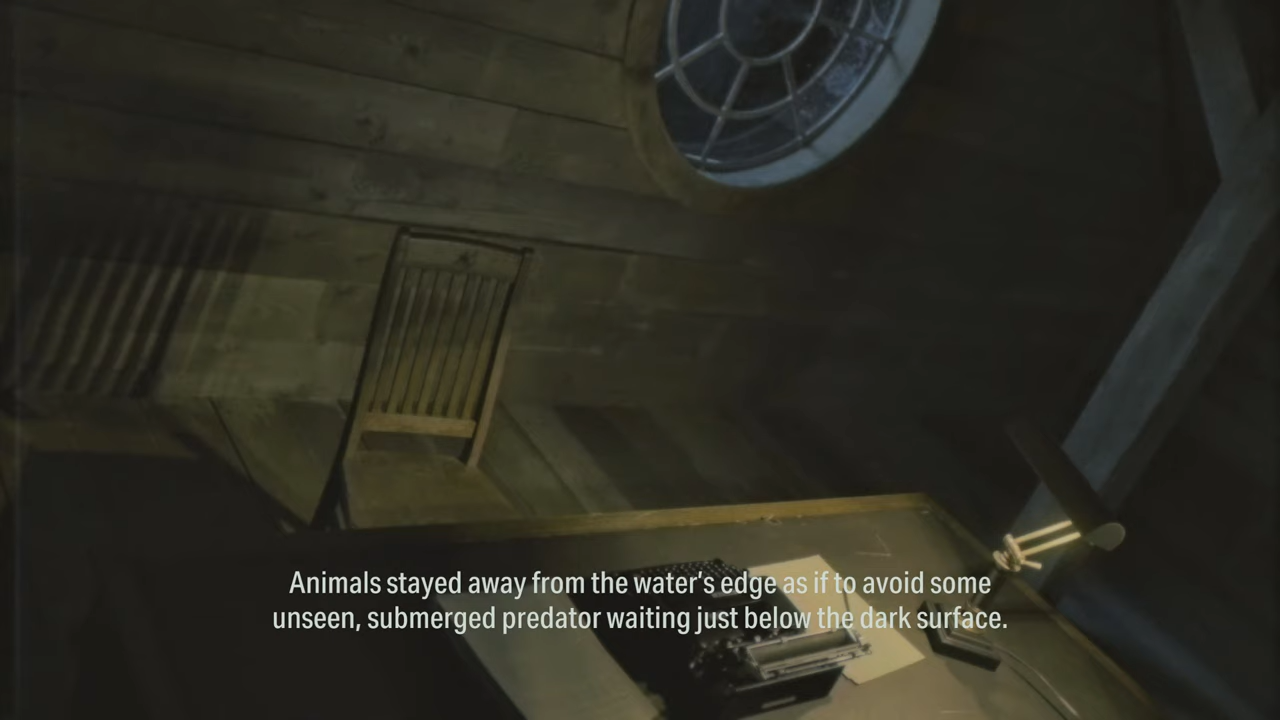 Animals stayed away from the water's edge as if to avoid some
unseen, submerged predator waiting just below the dark surface.